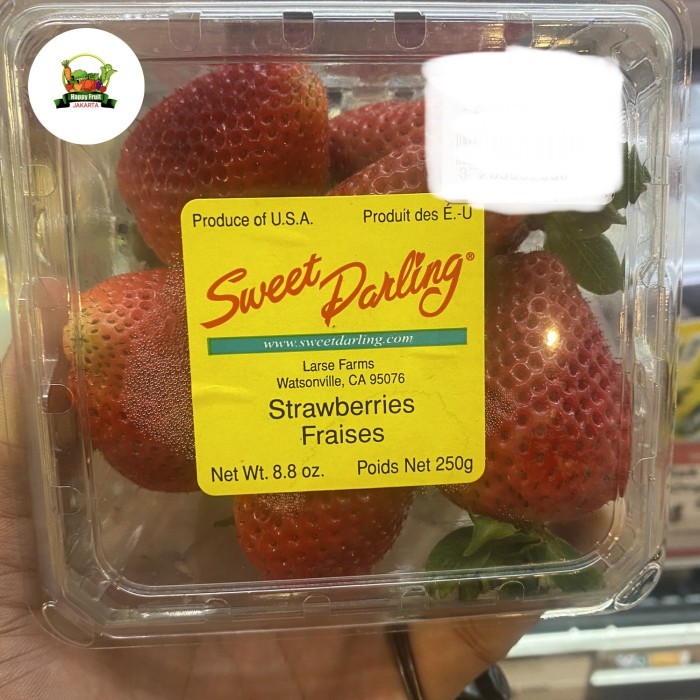 Happy Fruit
JAKARTA
Produce of U.S.A.
Produit des É.-U
Sweet Darling®
www.sweetdarling.com
Larse Farms
Watsonville, CA 95076
Strawberries
Fraises
Net Wt. 8.8 oz.
Poids Net 250g